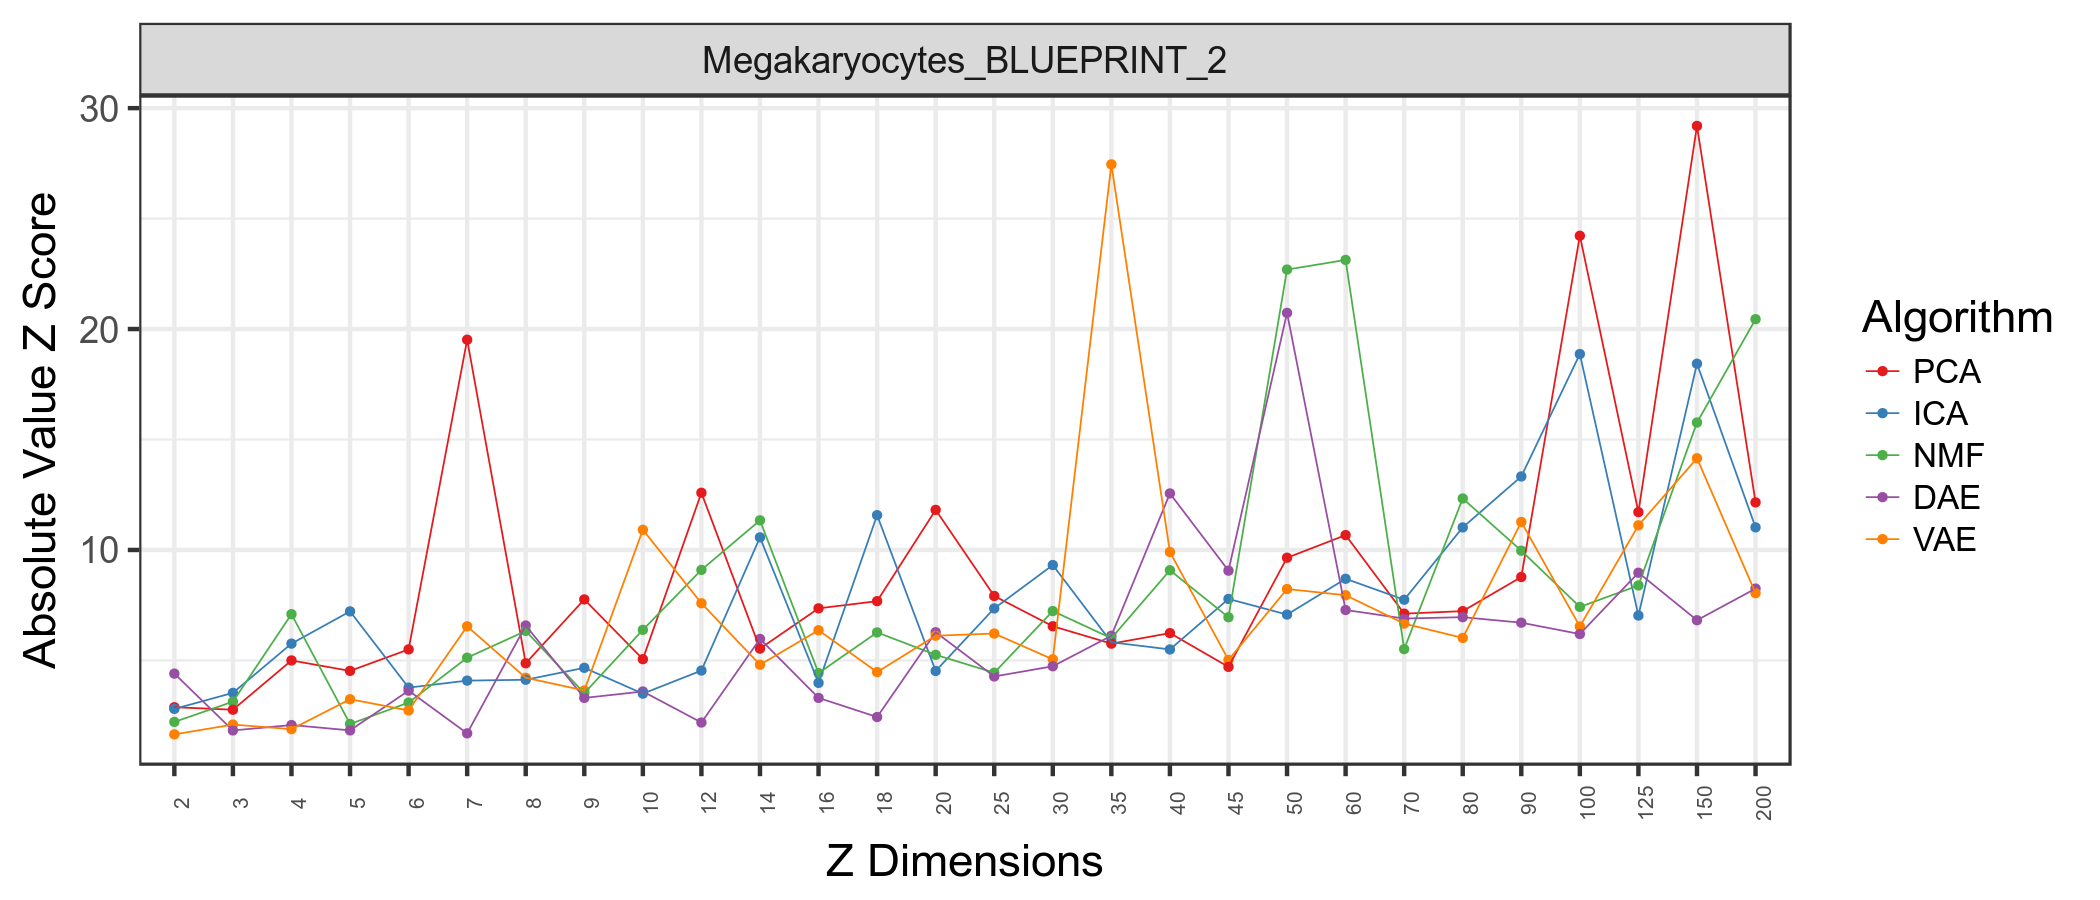 Megakaryocytes_BLUEPRINT_2
30
20
10
Absolute Value Z Score
2 3 4 5 6 7 8 9 10 12 14 16 18 20 25 30 35 40 45 50 60 70 80 90 100 125 150 200
Z Dimensions
Algorithm
PCA
ICA
NMF
DAE
VAE